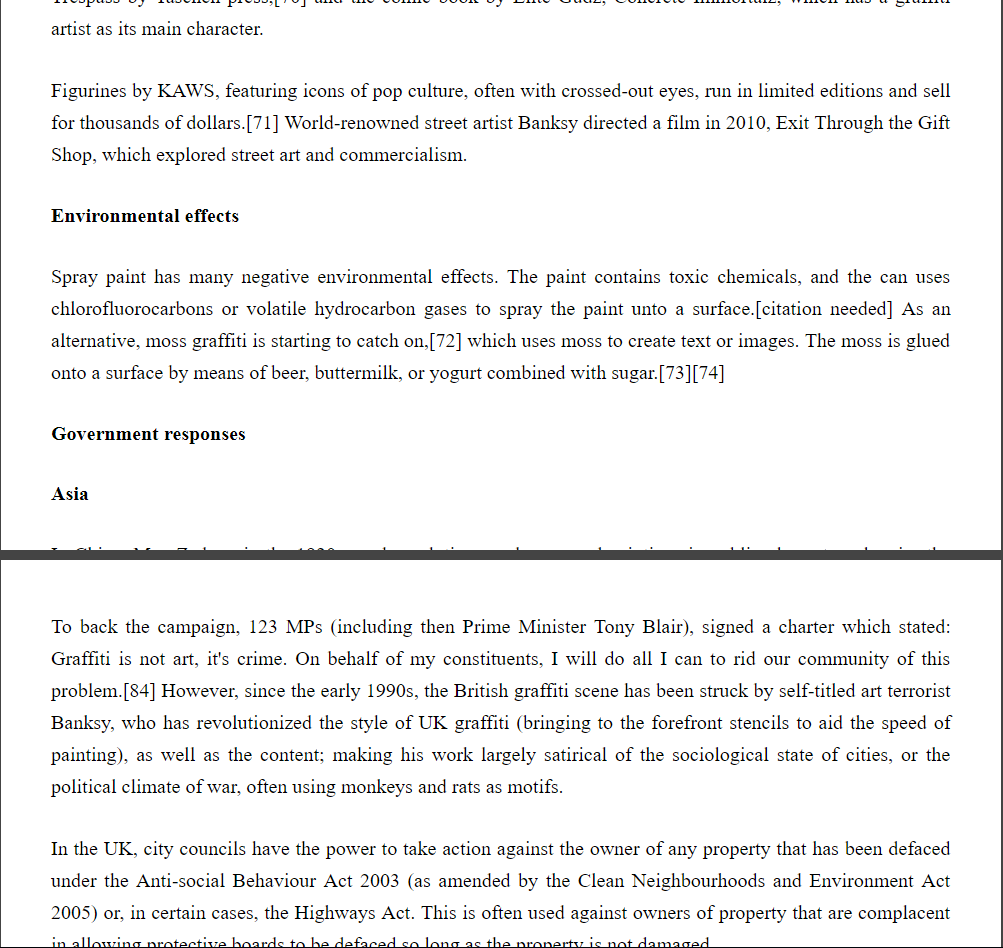 artist as its main character.
Figurines by KAWS, featuring icons of pop culture, often with crossed-out eyes, run in limited editions and sell
for thousands of dollars.[71] World-renowned street artist Banksy directed a film in 2010, Exit Through the Gift
Shop, which explored street art and commercialism.
Environmental effects
Spray paint has many negative environmental effects. The paint contains toxic chemicals, and the can uses
chlorofluorocarbons or volatile hydrocarbon gases to spray the paint unto a surface.[citation needed] As an
alternative, moss graffiti is starting to catch on,[72] which uses moss to create text or images. The moss is glued
onto a surface by means of beer, buttermilk, or yogurt combined with sugar.[73][74]
Government responses
Asia
To back the campaign, 123 MPs (including then Prime Minister Tony Blair), signed a charter which stated:
Graffiti is not art, it's crime. On behalf of my constituents, I will do all I can to rid our community of this
problem.[84] However, since the early 1990s, the British graffiti scene has been struck by self-titled art terrorist
Banksy, who has revolutionized the style of UK graffiti (bringing to the forefront stencils to aid the speed of
painting), as well as the content; making his work largely satirical of the sociological state of cities, or the
political climate of war, often using monkeys and rats as motifs.
In the UK, city councils have the power to take action against the owner of any property that has been defaced
under the Anti-social Behaviour Act 2003 (as amended by the Clean Neighbourhoods and Environment Act
2005) or, in certain cases, the Highways Act. This is often used against owners of property that are complacent
in allowing protective boards to be defaced so long as the property is not damaged.